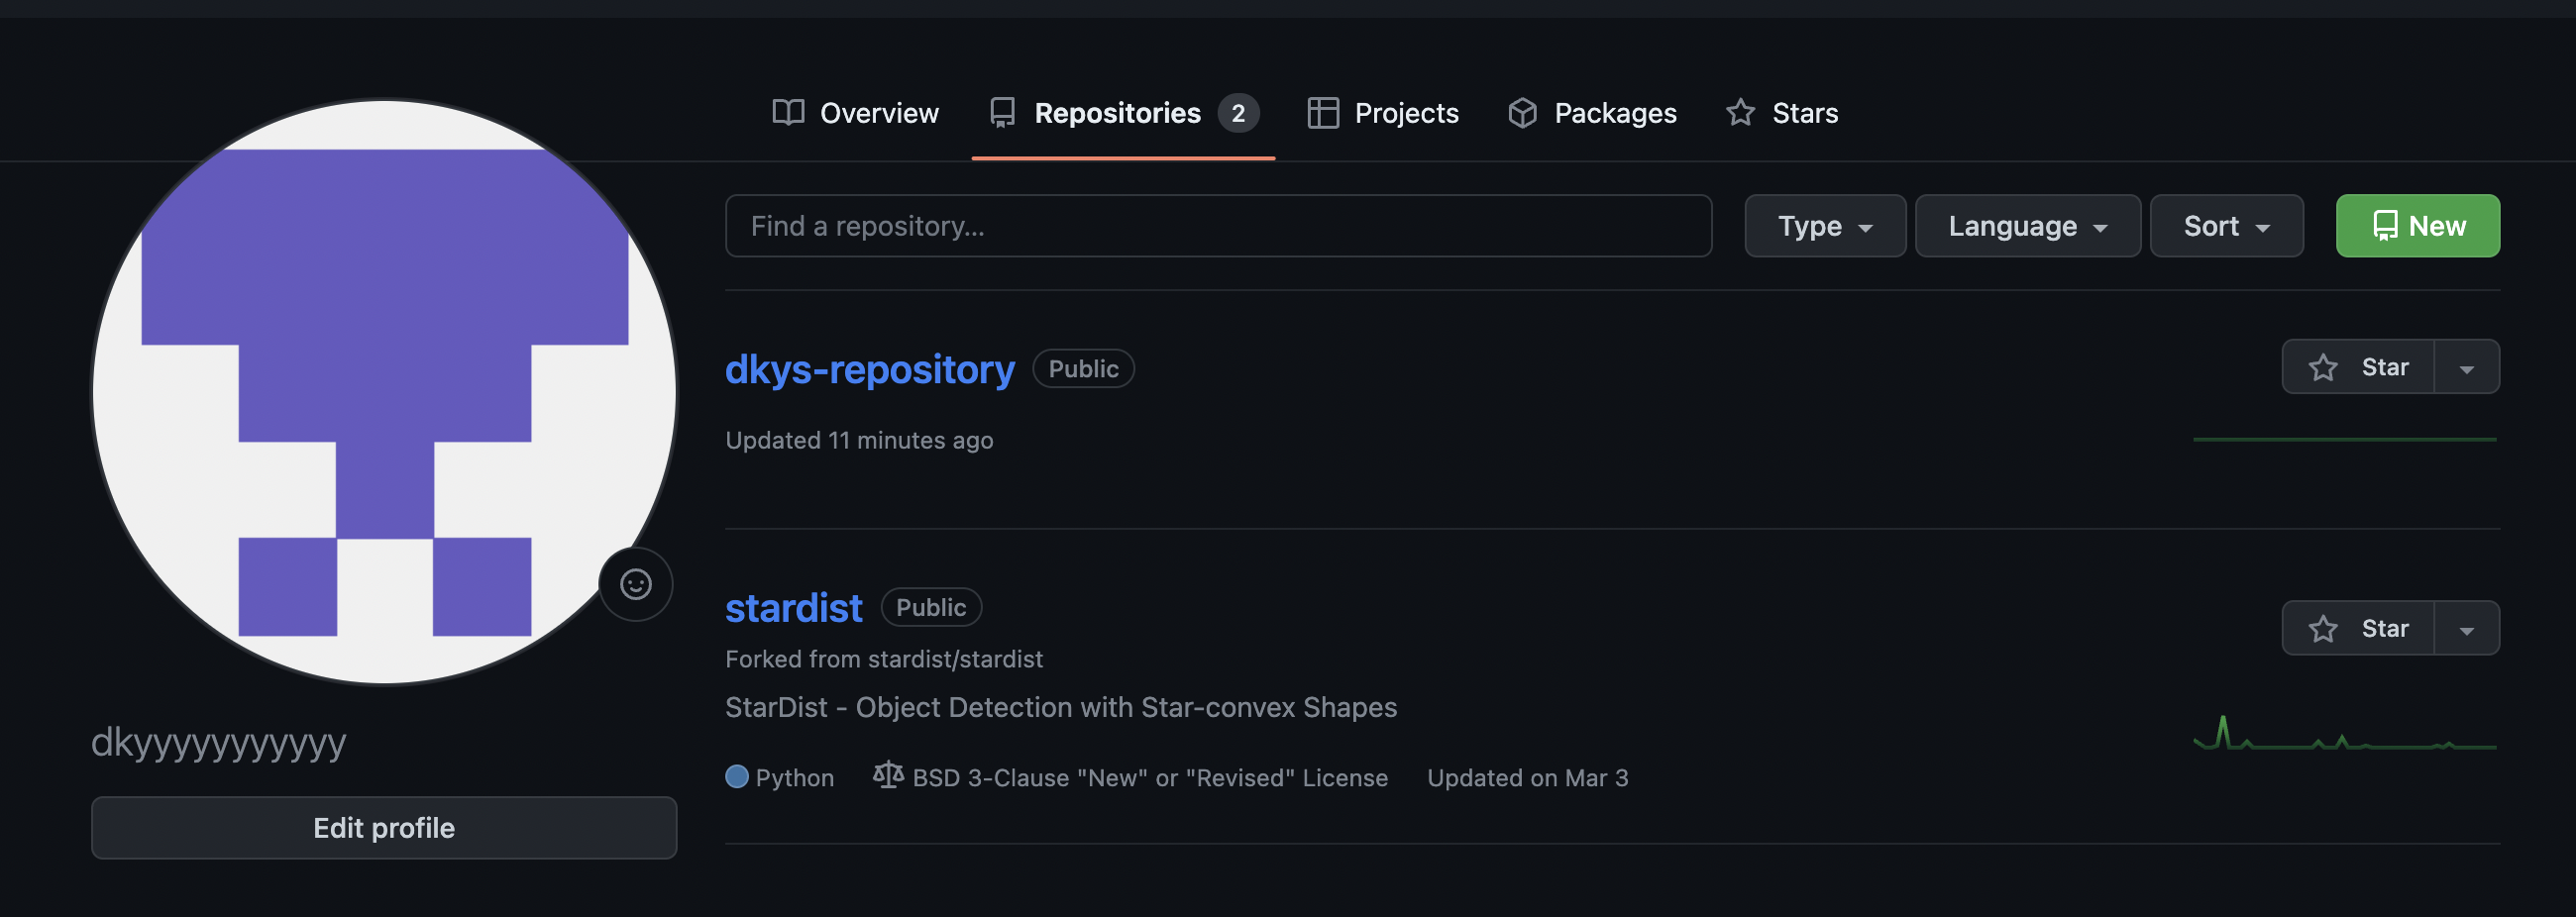 Overview Repositories 2 Projects Packages Stars
Find a repository... Type Language Sort New
dkys-repository Public Star
Updated 11 minutes ago
stardist Public Star
Forked from stardist/stardist
StarDist - Object Detection with Star-convex Shapes
Python BSD 3-Clause "New" or "Revised" License Updated on Mar 3
dkyyyyyyyyyyy
Edit profile